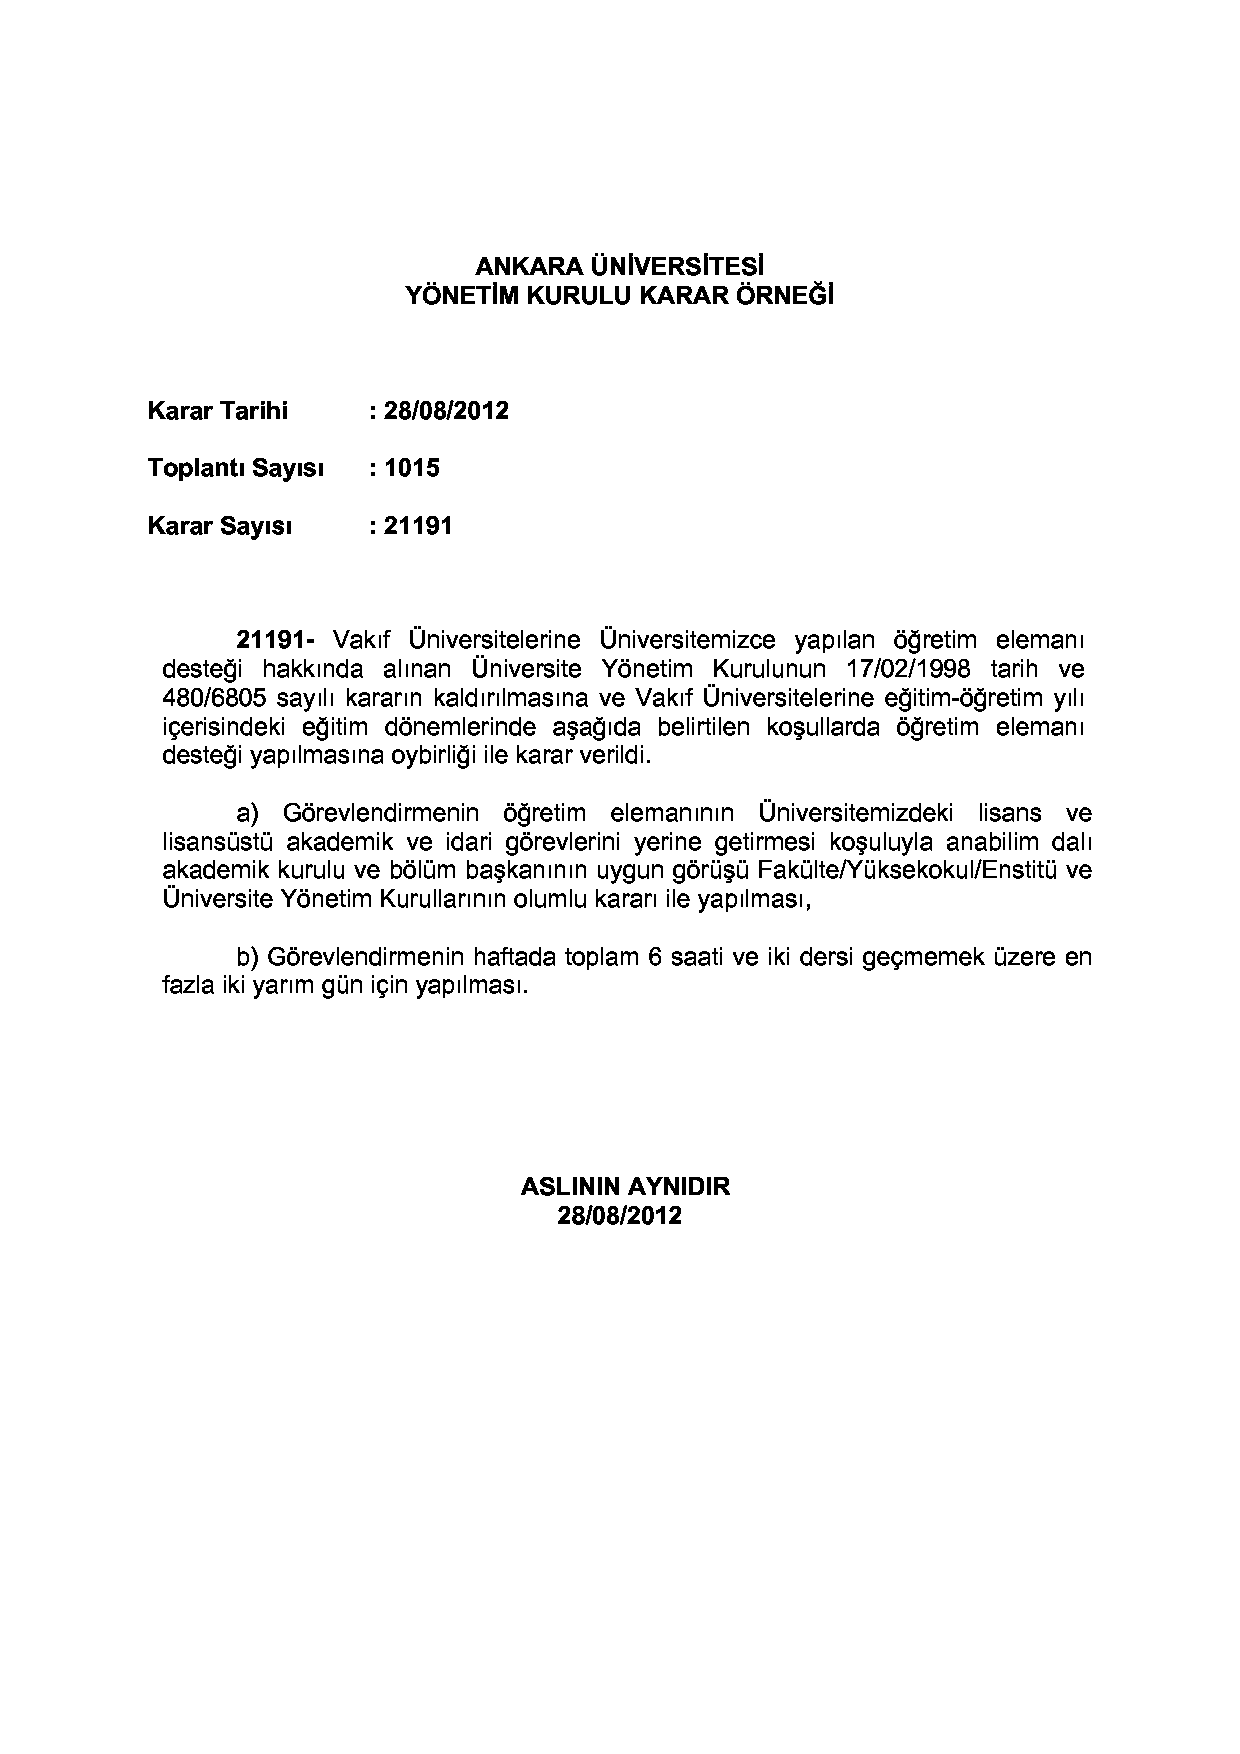 ANKARA ÜNİVERSİTESİ
YÖNETİM KURULU KARAR ÖRNEĞİ
Karar Tarihi : 28/08/2012
Toplantı Sayısı : 1015
Karar Sayısı : 21191
21191- Vakıf Üniversitelerine Üniversitemizce yapılan öğretim elemanı
desteği hakkında alınan Üniversite Yönetim Kurulunun 17/02/1998 tarih ve
480/6805 sayılı kararın kaldırılmasına ve Vakıf Üniversitelerine eğitim-öğretim yılı
içerisindeki eğitim dönemlerinde aşağıda belirtilen koşullarda öğretim elemanı
desteği yapılmasına oybirliği ile karar verildi.
a) Görevlendirmenin öğretim elemanının Üniversitemizdeki lisans ve
lisansüstü akademik ve idari görevlerini yerine getirmesi koşuluyla anabilim dalı
akademik kurulu ve bölüm başkanının uygun görüşü Fakülte/Yüksekokul/Enstitü ve
Üniversite Yönetim Kurullarının olumlu kararı ile yapılması,
b) Görevlendirmenin haftada toplam 6 saati ve iki dersi geçmemek üzere en
fazla iki yarım gün için yapılması.
ASLININ AYNIDIR
28/08/2012